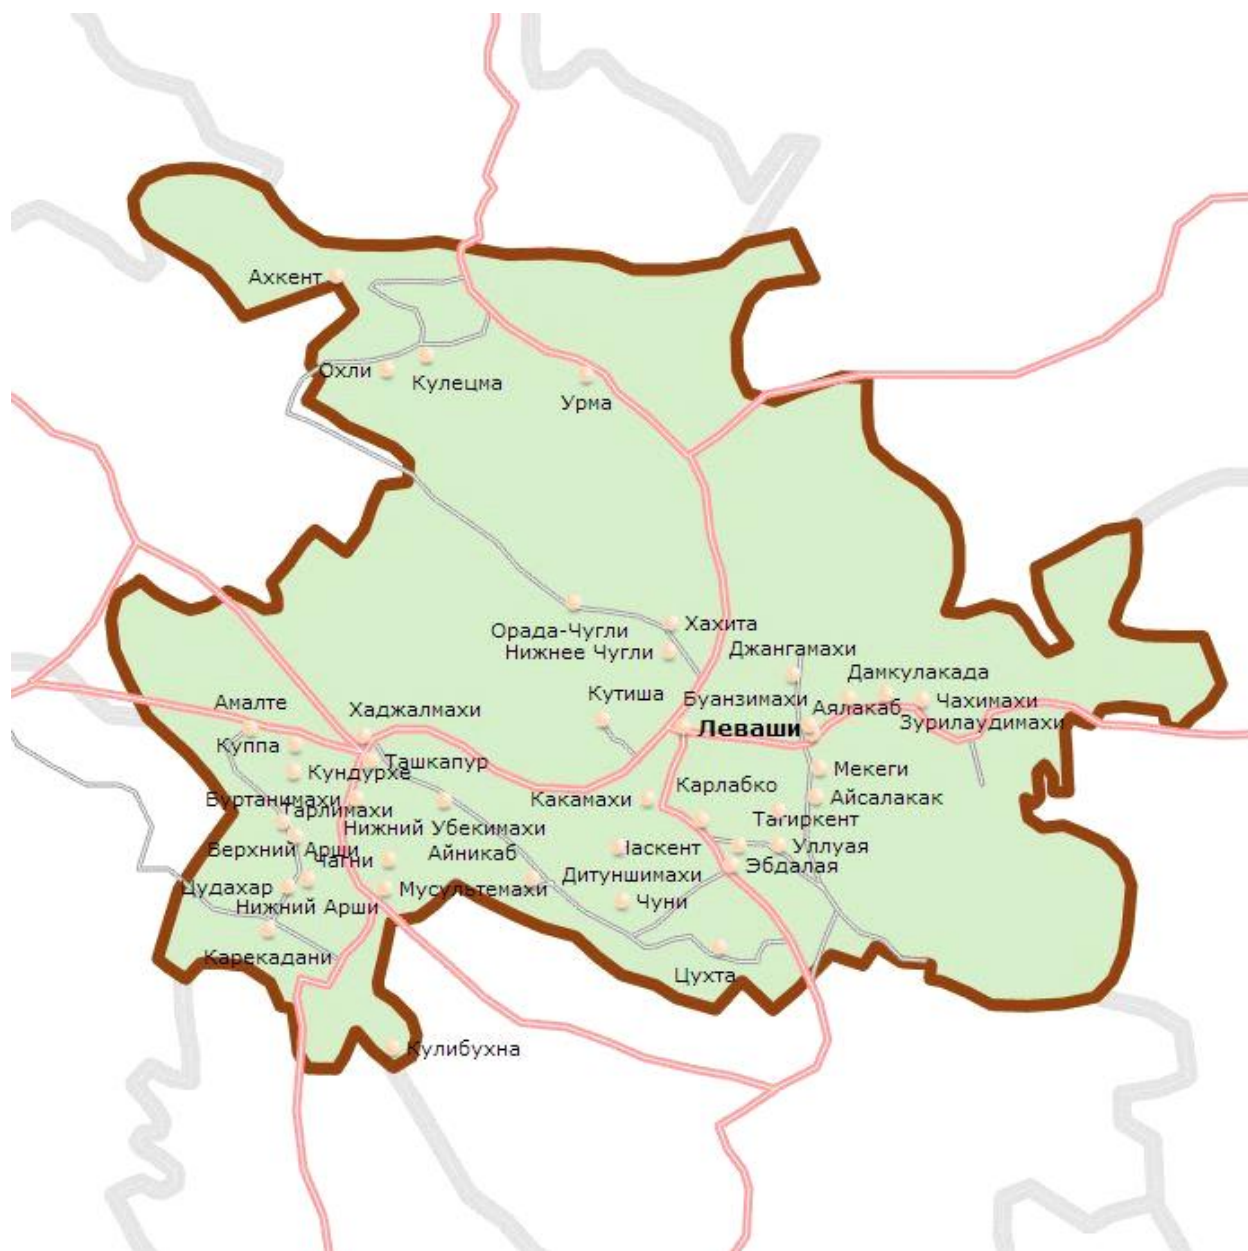 Ахкент
Охли
Кулецма
Урма
Хахита
Орада-Чугли
Нижнее Чугли
Джангамахи
Дамкулакада
Кутиша
Буанзимахи
Аялакаб
Чахимахи
Амалте
Хаджалмахи
Леваши
Зурилаудимахи
Куппа
Ташкапур
Кундурхе
Мекеги
Карлабко
Буртанимахи
Какамахи
Айсалакак
Тарлимахи
Нижний Убекимахи
Тагиркент
Верхний Арши
Айникаб
Наскент
Уллуая
Чагни
Дитуншимахи
Эбдалая
Цудахар
Мусультемахи
Нижний Арши
Чуни
Карекадани
Цухта
Кулибухна